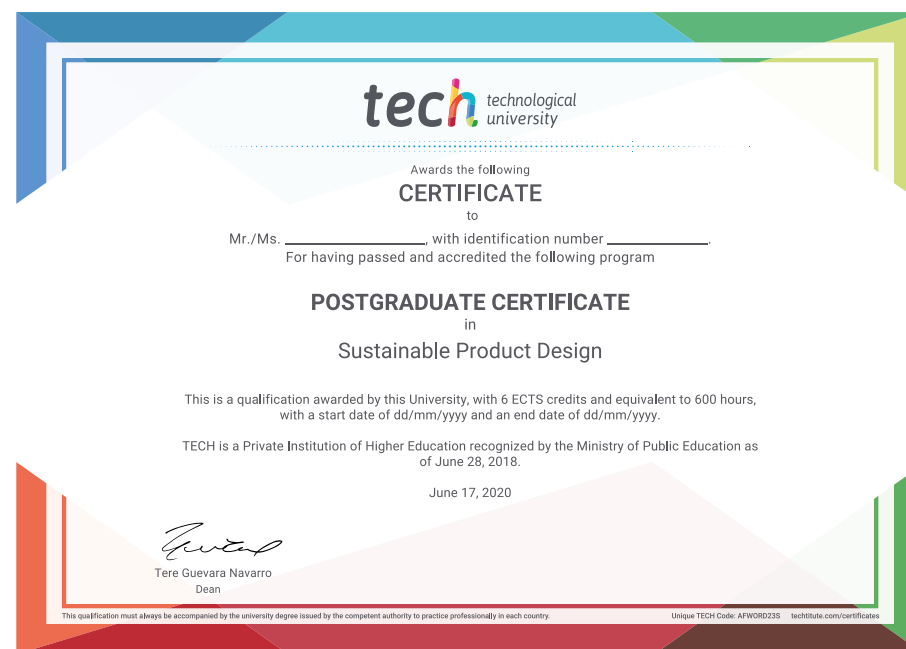 tech technological
university
Awards the following
CERTIFICATE
to
Mr./Ms. ____________________, with identification number ______________.
For having passed and accredited the following program
POSTGRADUATE CERTIFICATE
in
Sustainable Product Design
This is a qualification awarded by this University, with 6 ECTS credits and equivalent to 600 hours,
with a start date of dd/mm/yyyy and an end date of dd/mm/yyyy.
TECH is a Private Institution of Higher Education recognized by the Ministry of Public Education as
of June 28, 2018.
June 17, 2020
Tere Guevara Navarro
Dean
This qualification must always be accompanied by the university degree issued by the competent authority to practice professionally in each country. Unique TECH Code: AFWORD23S techtitute.com/certificates